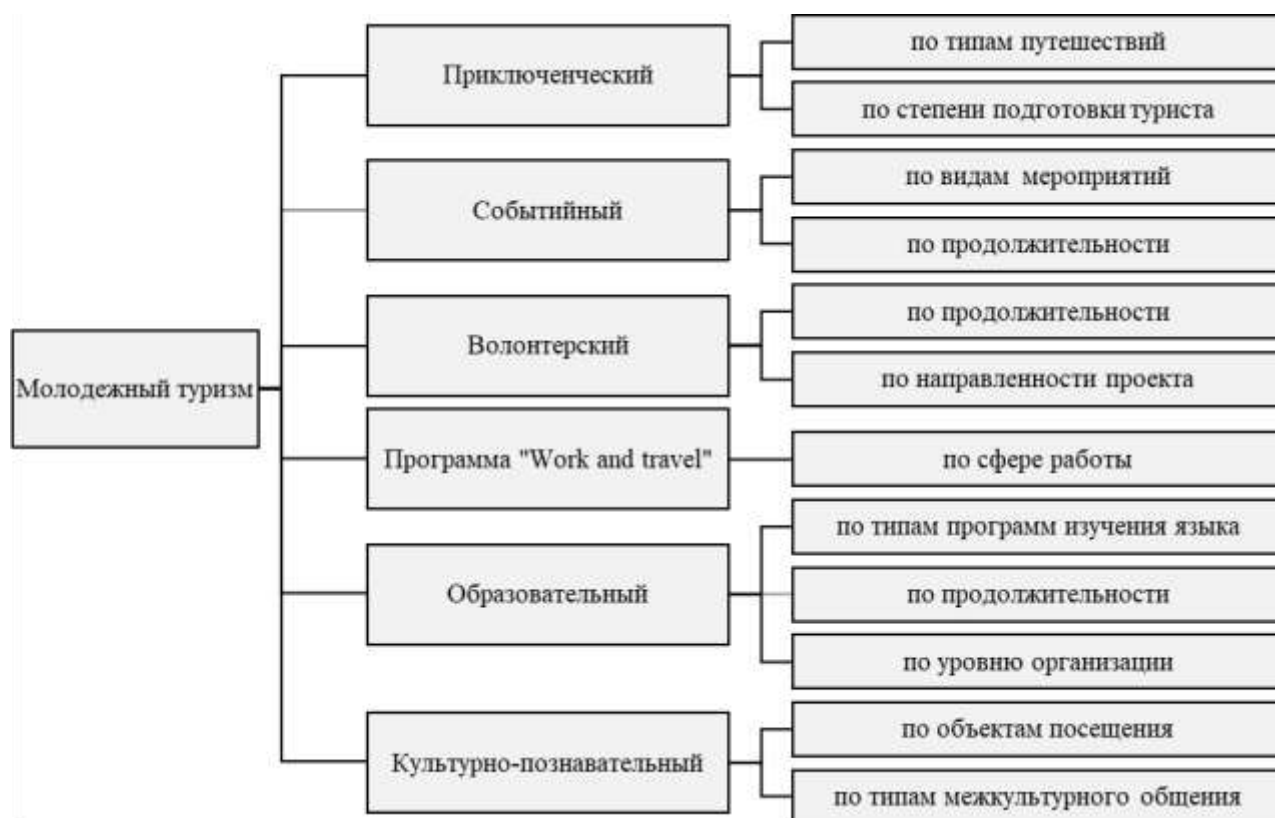 Молодежный туризм
Приключенческий
по типам путешествий
по степени подготовки туриста
Событийный
по видам мероприятий
по продолжительности
Волонтерский
по продолжительности
по направленности проекта
Программа "Work and travel"
по сфере работы
Образовательный
по типам программ изучения языка
по продолжительности
по уровню организации
Культурно-познавательный
по объектам посещения
по типам межкультурного общения